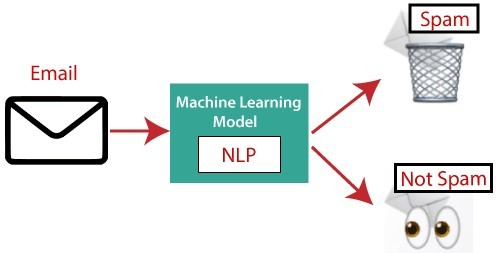 Email
Machine Learning
Model
NLP
Spam
Not Spam